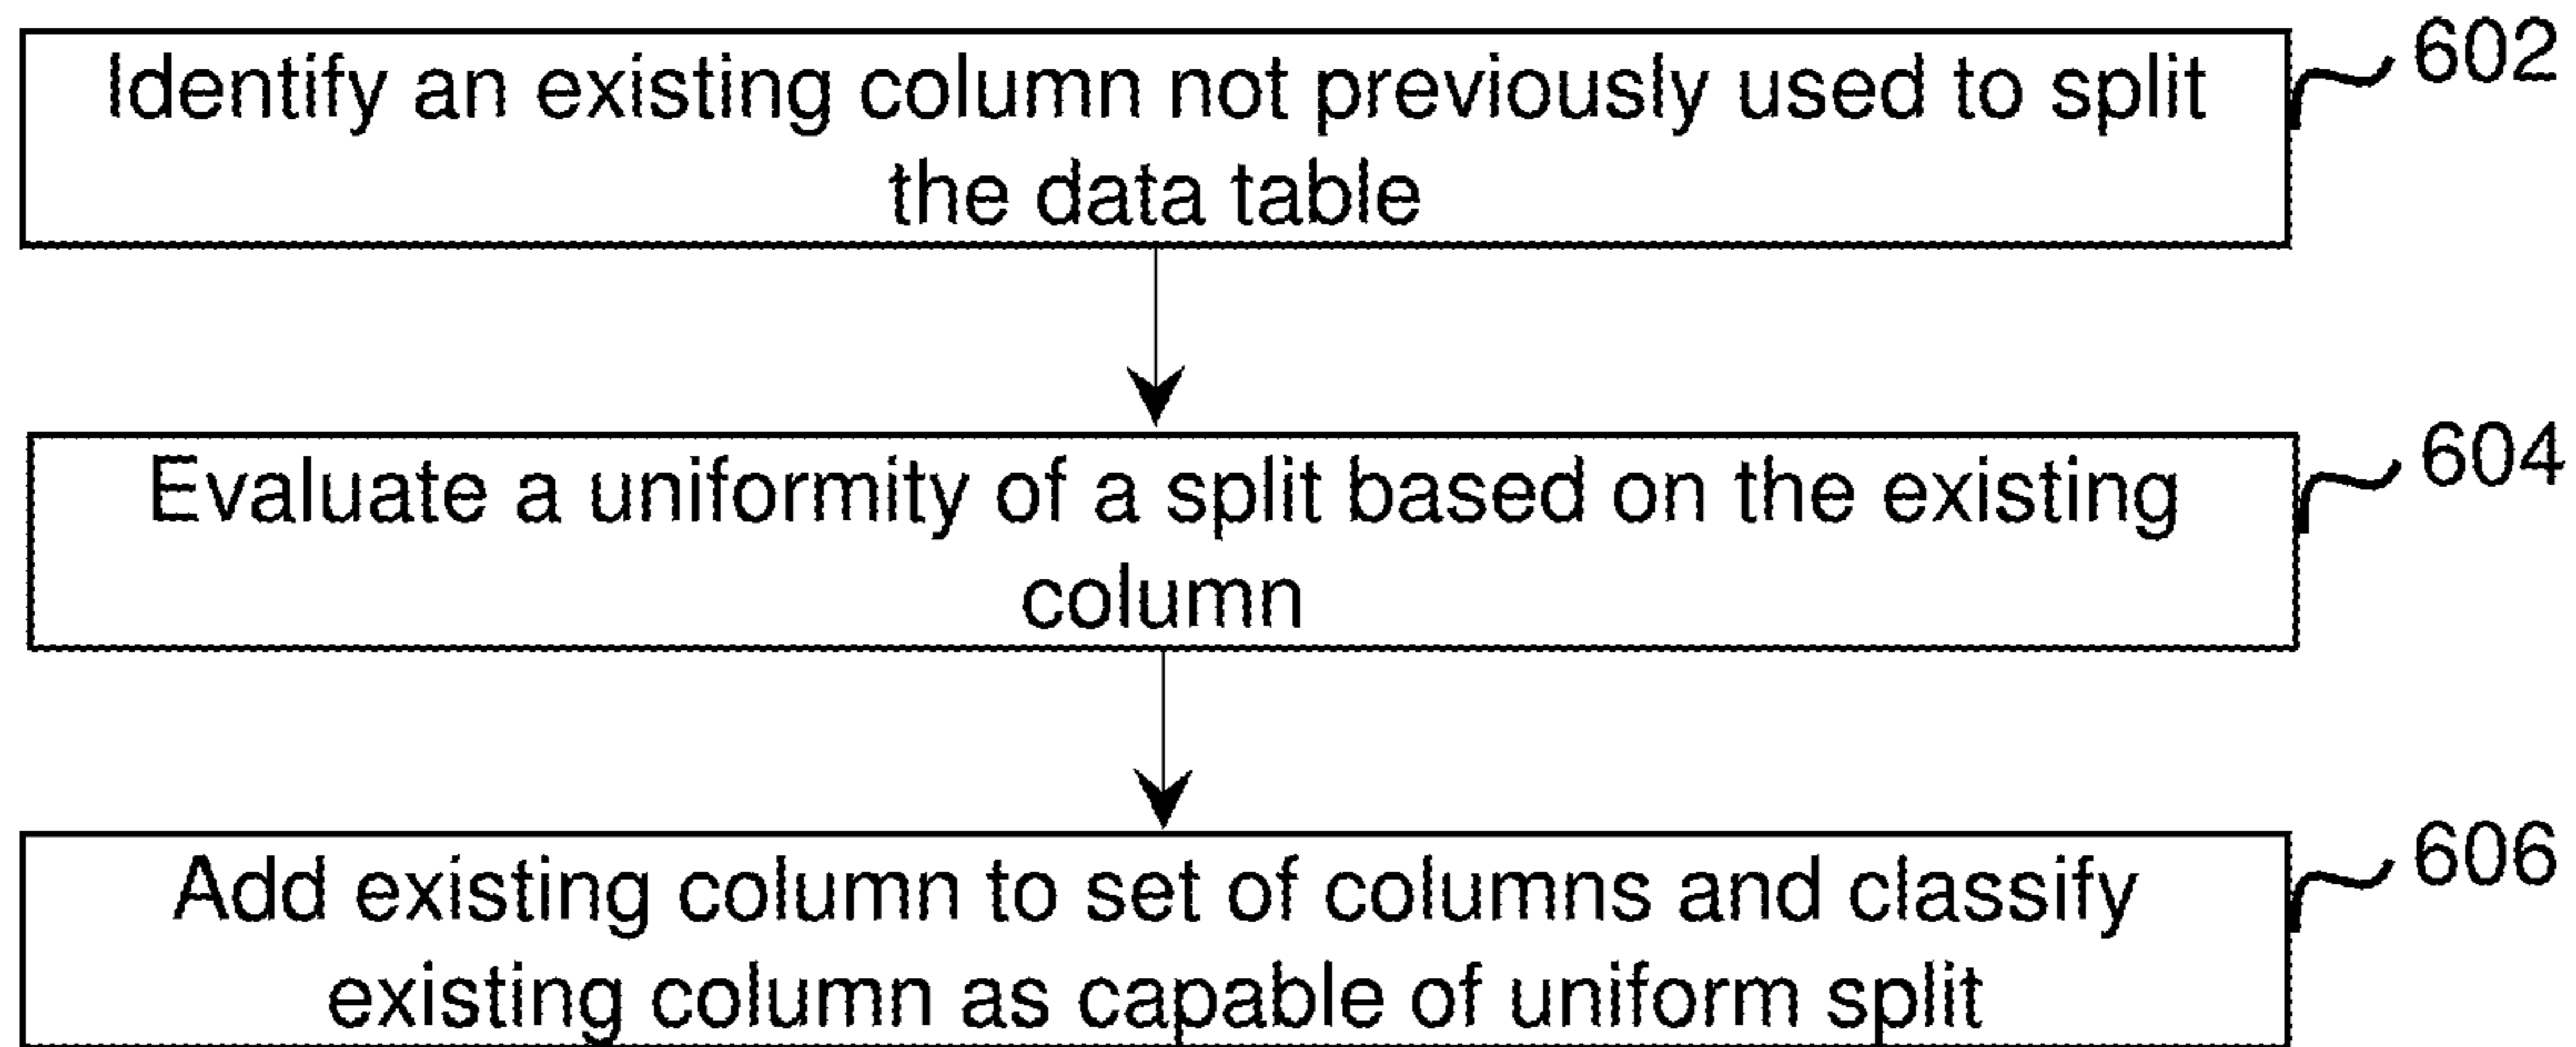 Identify an existing column not previously used to split
the data table
602
Evaluate a uniformity of a split based on the existing
column
604
Add existing column to set of columns and classify
existing column as capable of uniform split
606